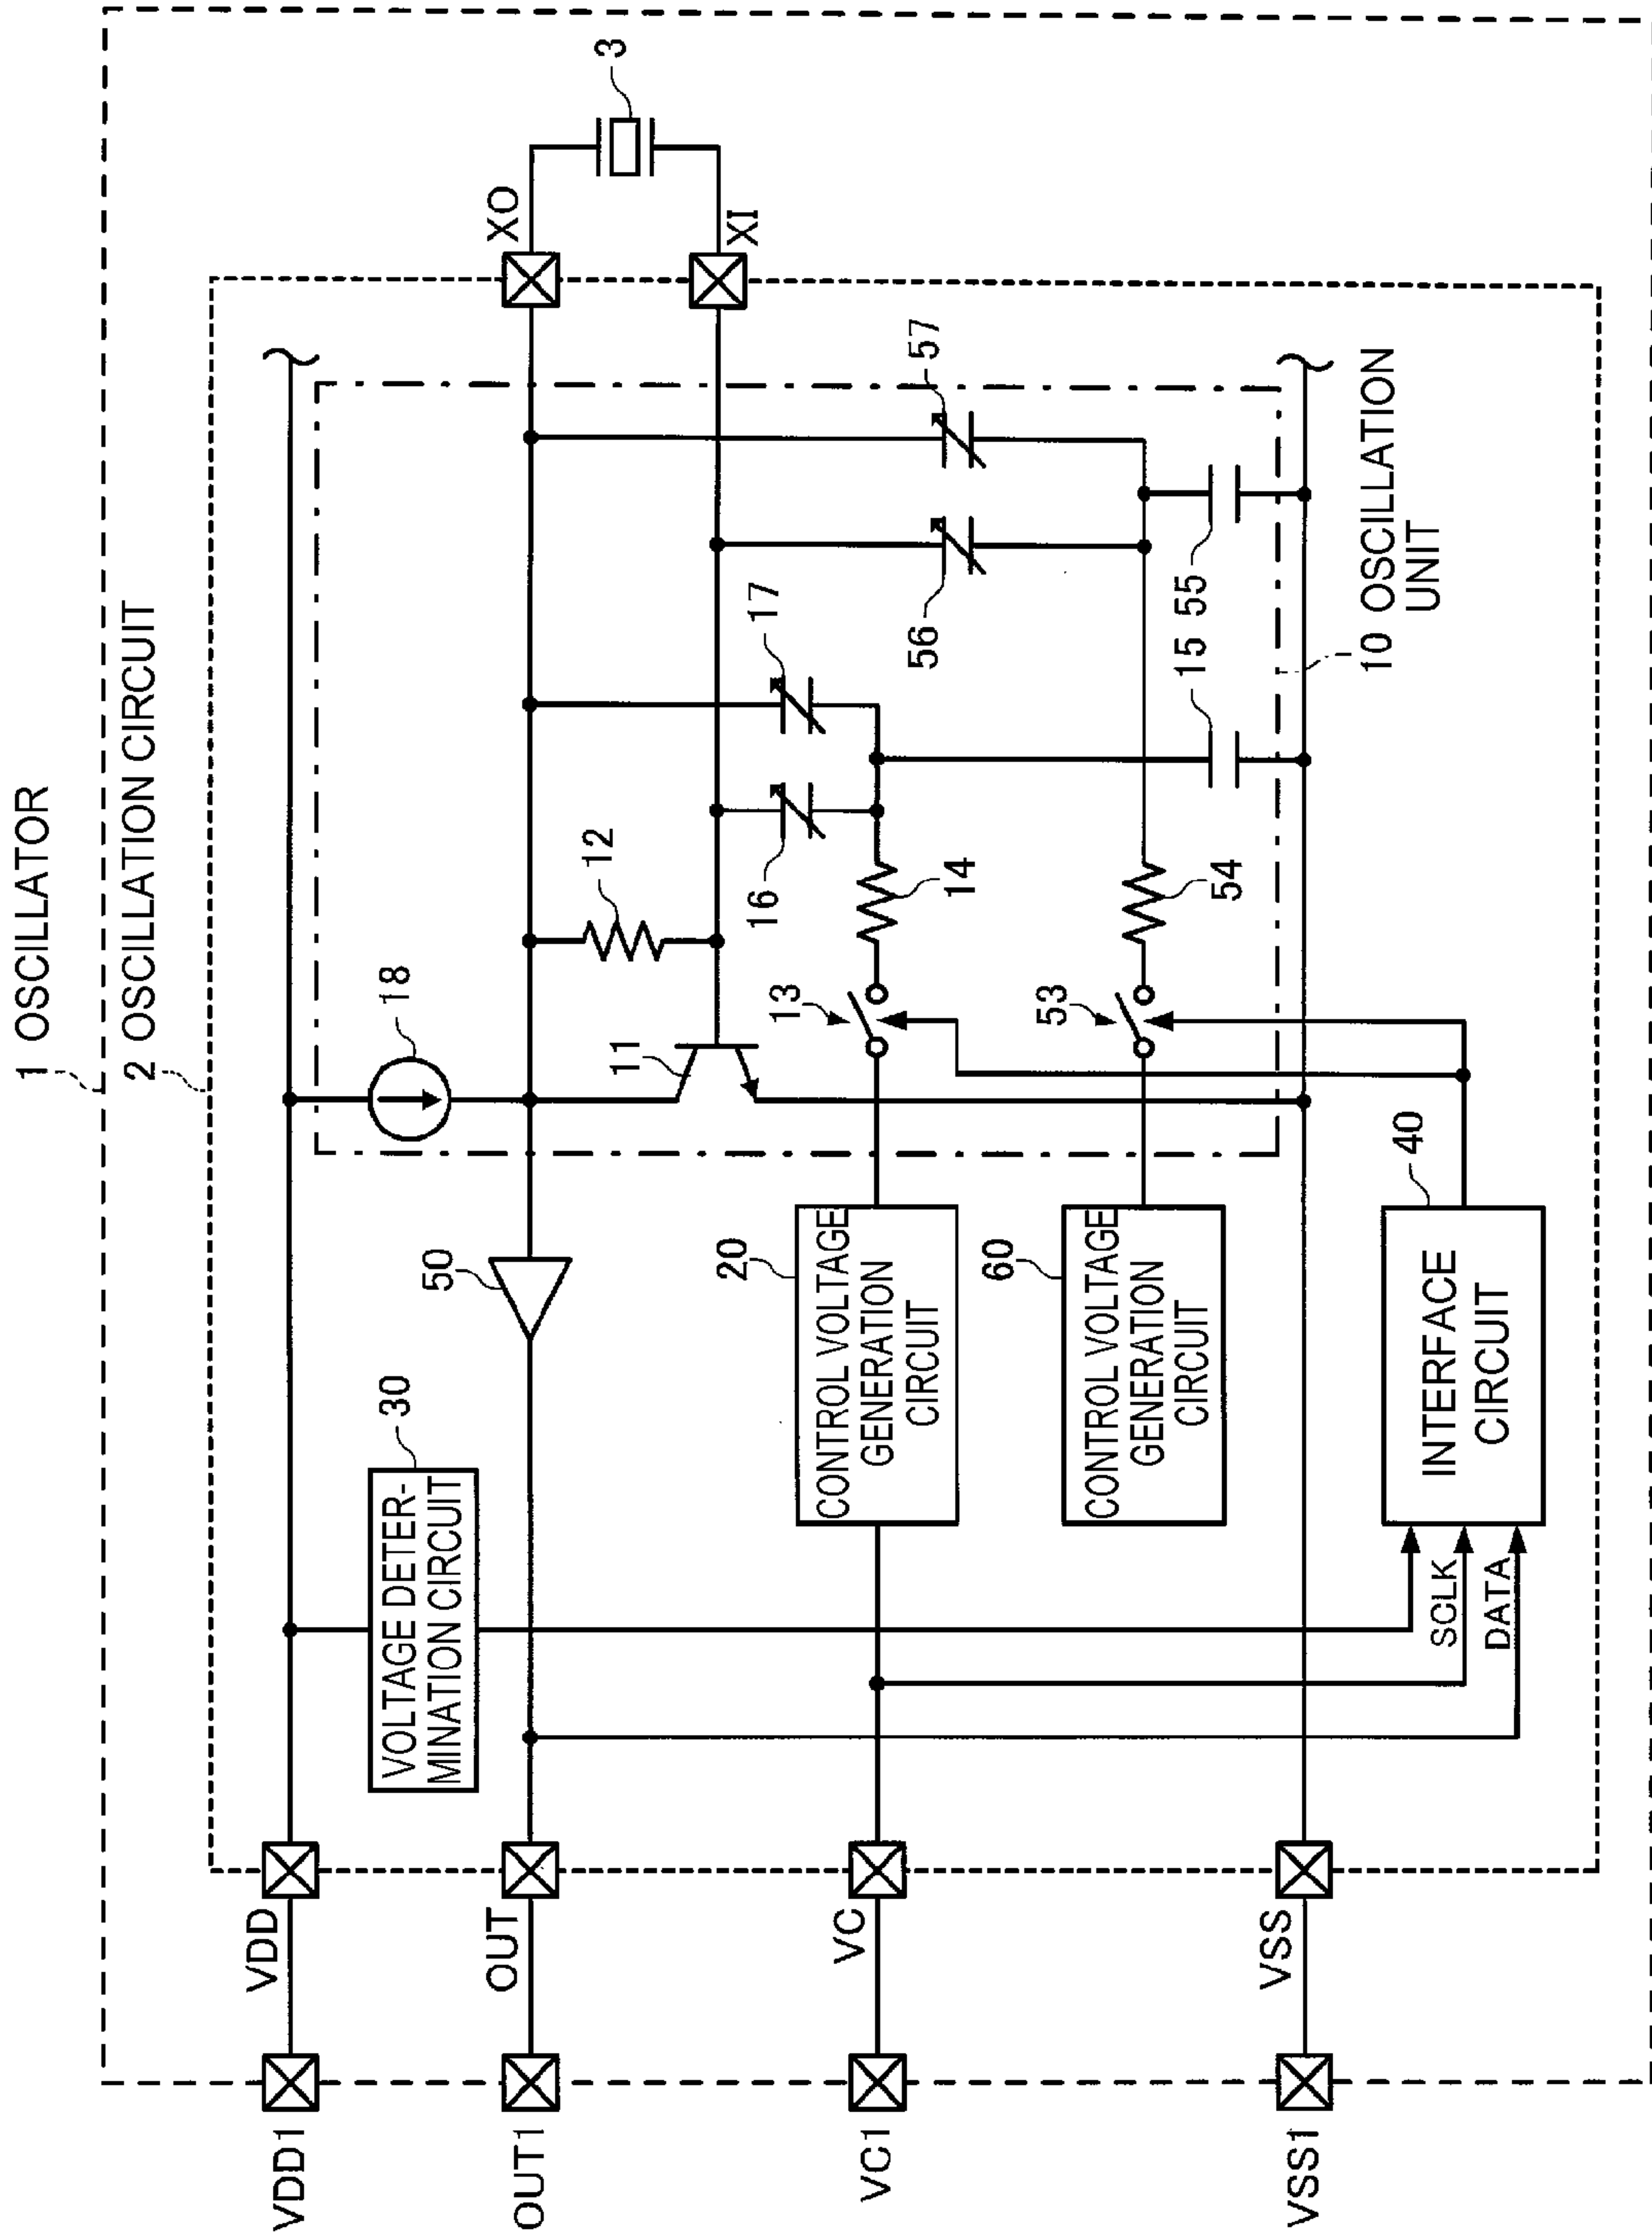 1 OSCILLATOR
2 OSCILLATION CIRCUIT
VDD1
VDD
18
XO
3
OUT1
OUT
30
VOLTAGE DETER-
MINATION CIRCUIT
50
11
12
XI
16
17
VC1
VC
20
CONTROL VOLTAGE
GENERATION
CIRCUIT
13
14
56
57
60
CONTROL VOLTAGE
GENERATION
CIRCUIT
53
54
15
55
VSS1
VSS
10 OSCILLATION
UNIT
SCLK
DATA
40
INTERFACE
CIRCUIT